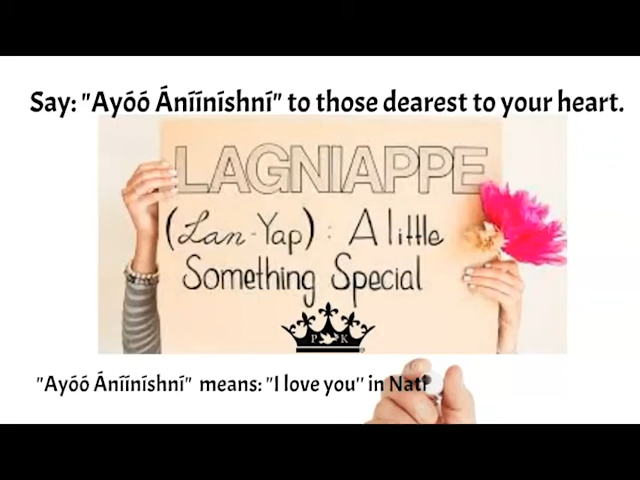 Say: "Ayóó Ánííníshní" to those dearest to your heart.
LAGNIAPPE
(Lan-Yap) : A little
Something Special
P K
"Ayóó Ánííníshní" means: "I love you" in Nati